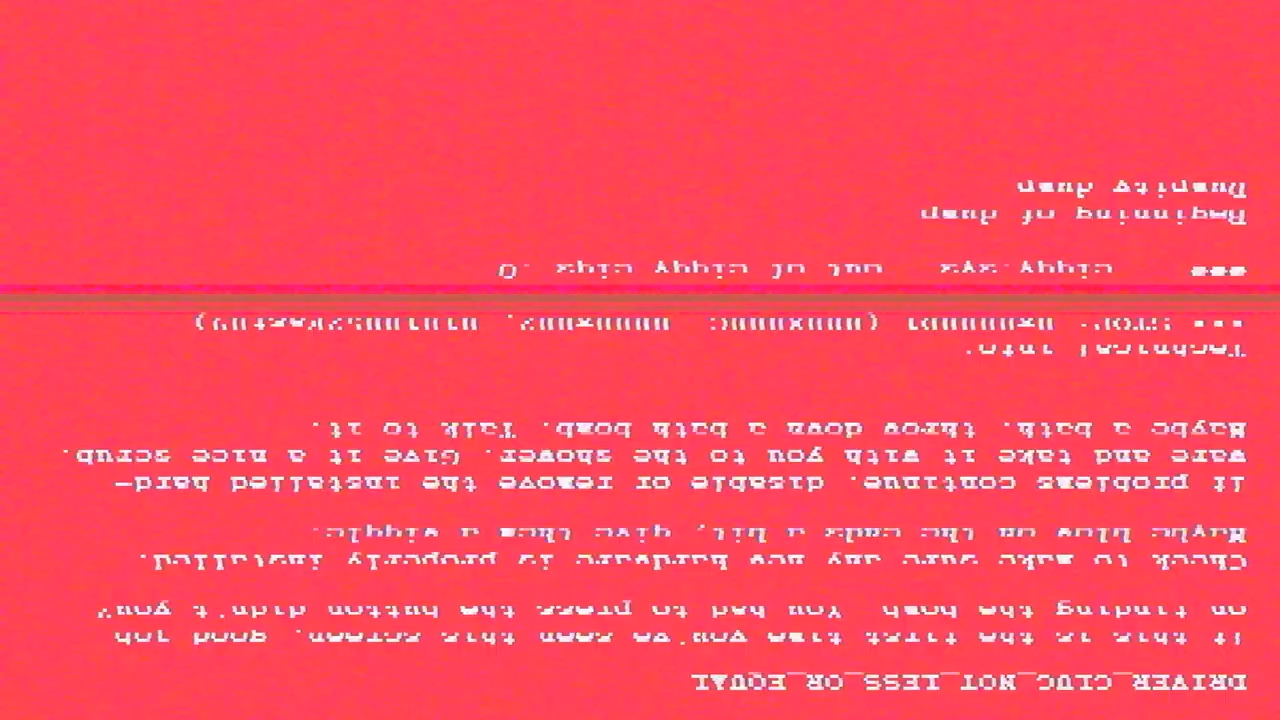 DRIVER_CLUC_NOT_LESS_OR_EQUAL
If this is the first time you've seen this screen, good job
on finding the bomb. You had to press the button didn't you?
Check to make sure any new hardware is properly installed.
Maybe blow on the ends a bit, give them a wiggle.
If problems continue, disable or remove the installed hard-
ware and take it with you to the shower. Give it a nice scrub.
Maybe a bath, throw down a bath bomb. Talk to it.
Technical info:
*** STOP:
*** ciggy.sys - out of ciggy cigs :O
Beginning of dump
Dumpity dump